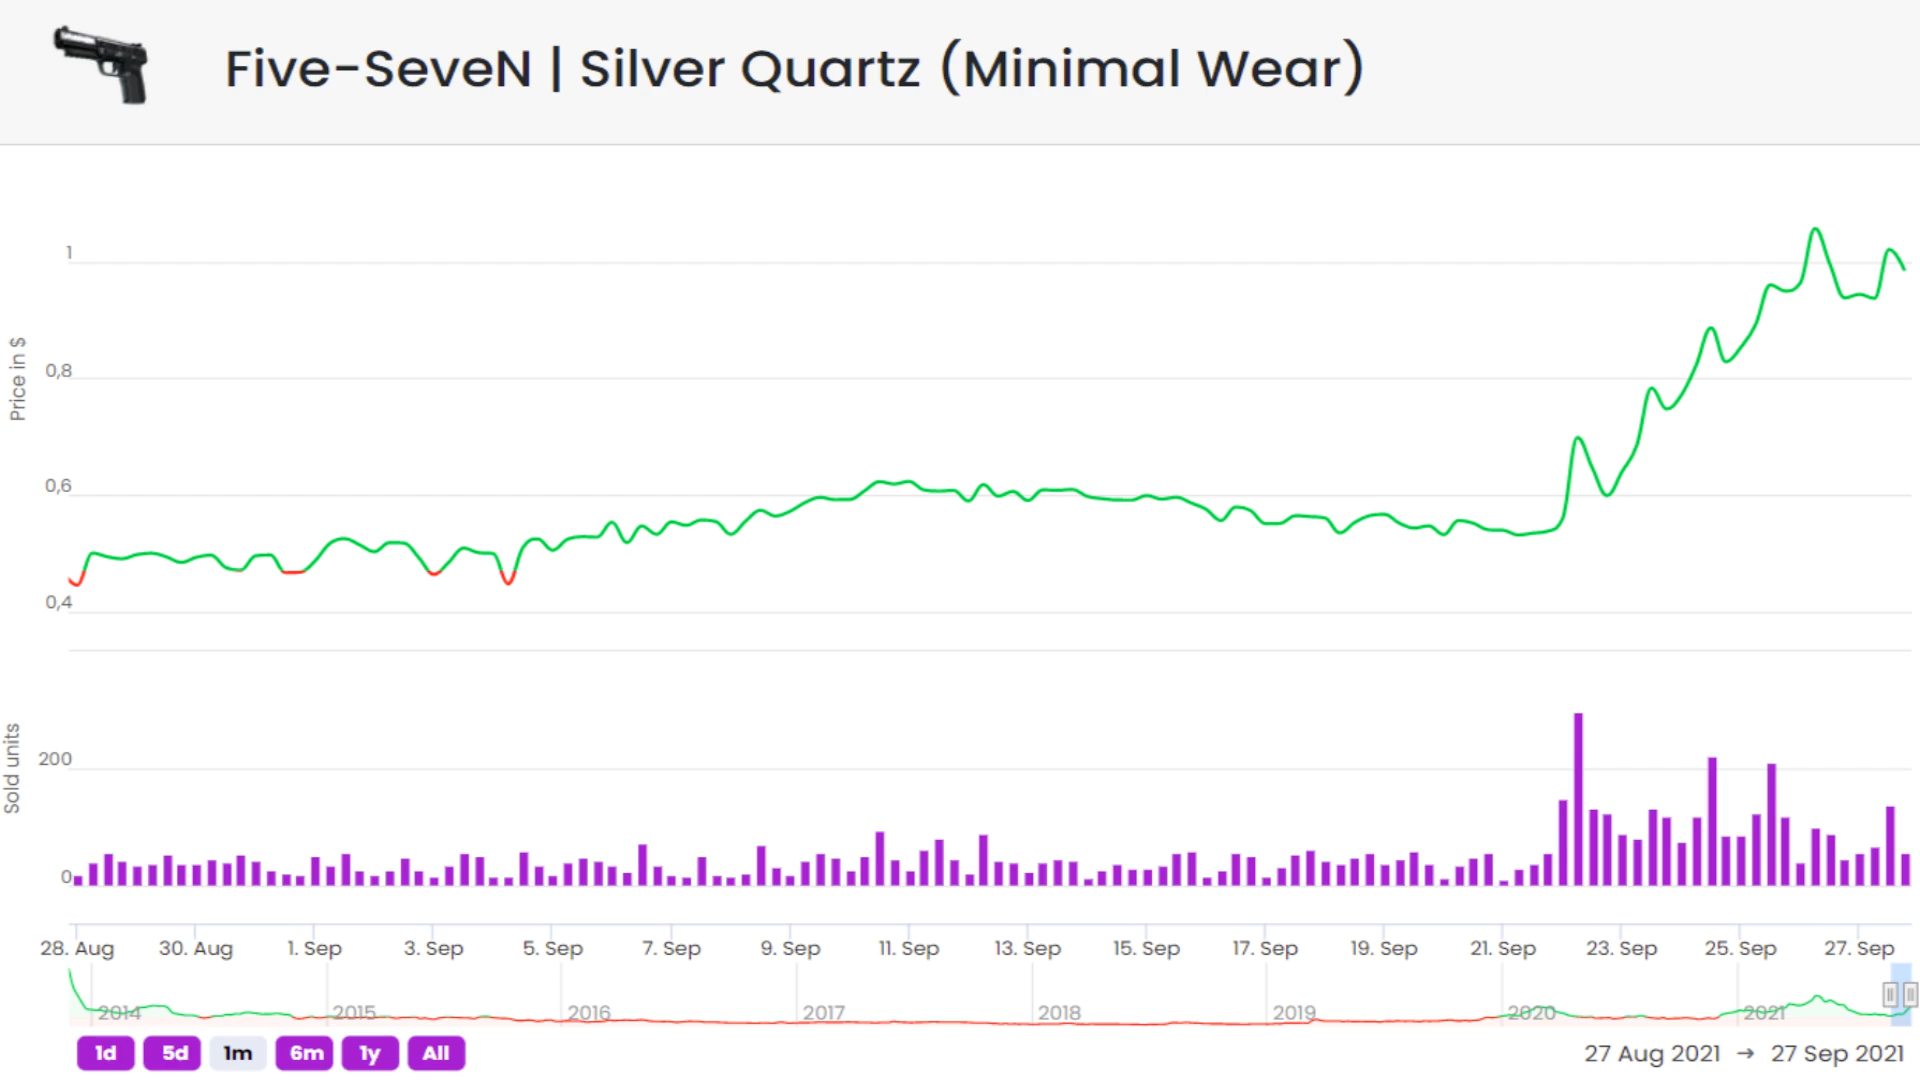 Five-SeveN | Silver Quartz (Minimal Wear)
1
0,8
0,6
0,4
Price in $
200
0
Sold units
28. Aug 30. Aug 1. Sep 3. Sep 5. Sep 7. Sep 9. Sep 11. Sep 13. Sep 15. Sep 17. Sep 19. Sep 21. Sep 23. Sep 25. Sep 27. Sep
2014 2015 2016 2017 2018 2019 2020 2021
1d 5d 1m 6m 1y All 27 Aug 2021 → 27 Sep 2021